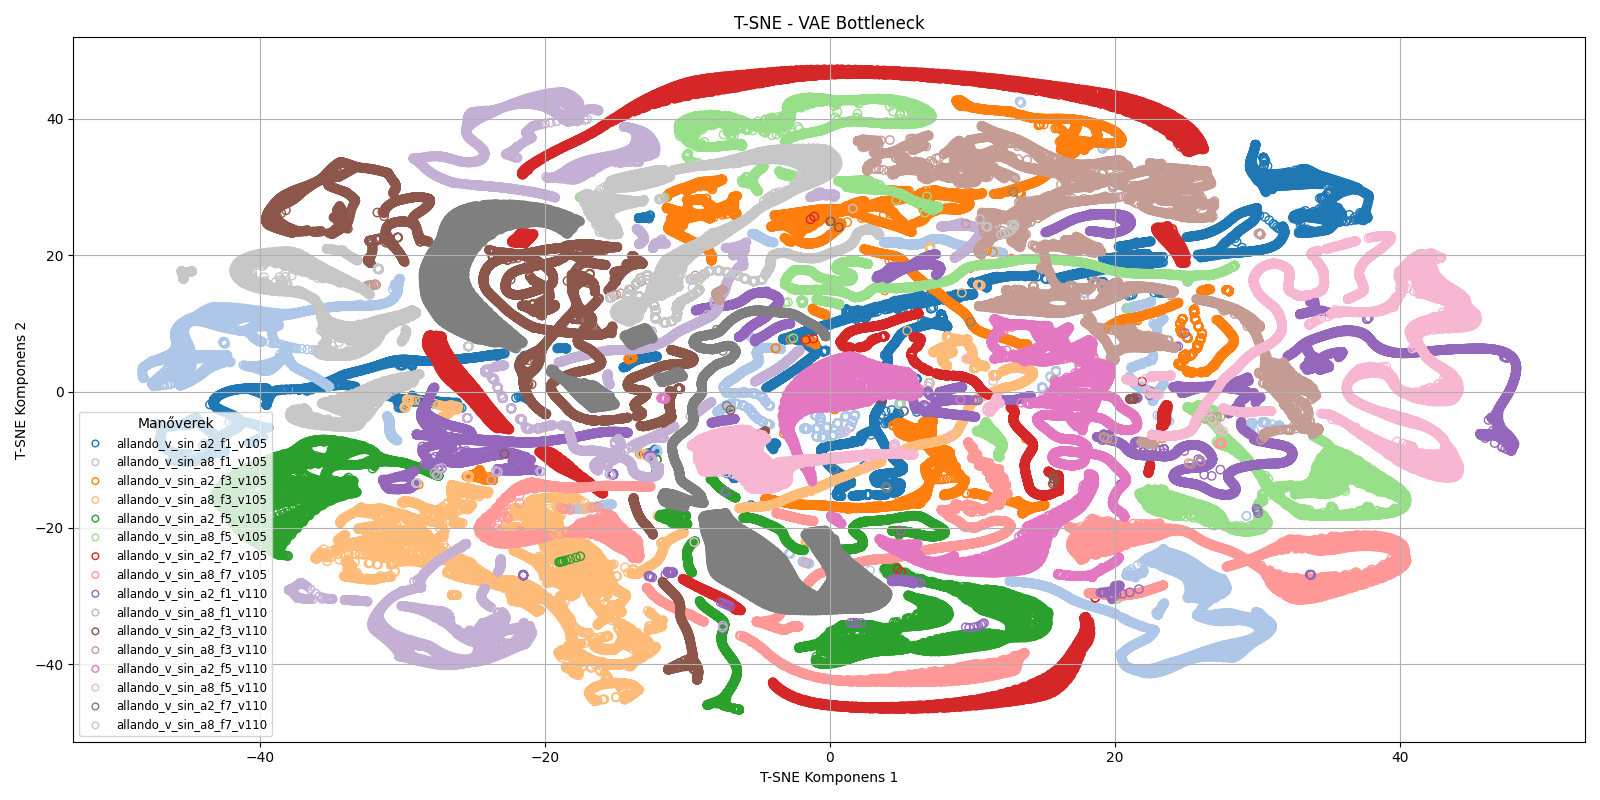 T-SNE - VAE Bottleneck
T-SNE Komponens 2
40
20
0
−20
−40
Manőverek
allando_v_sin_a2_f1_v105
allando_v_sin_a8_f1_v105
allando_v_sin_a2_f3_v105
allando_v_sin_a8_f3_v105
allando_v_sin_a2_f5_v105
allando_v_sin_a8_f5_v105
allando_v_sin_a2_f7_v105
allando_v_sin_a8_f7_v105
allando_v_sin_a2_f1_v110
allando_v_sin_a8_f1_v110
allando_v_sin_a2_f3_v110
allando_v_sin_a8_f3_v110
allando_v_sin_a2_f5_v110
allando_v_sin_a8_f5_v110
allando_v_sin_a2_f7_v110
allando_v_sin_a8_f7_v110
−40 −20 0 20 40
T-SNE Komponens 1